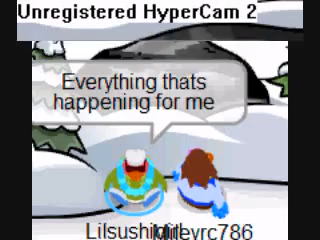 Unregistered HyperCam 2
Everything thats
happening for me